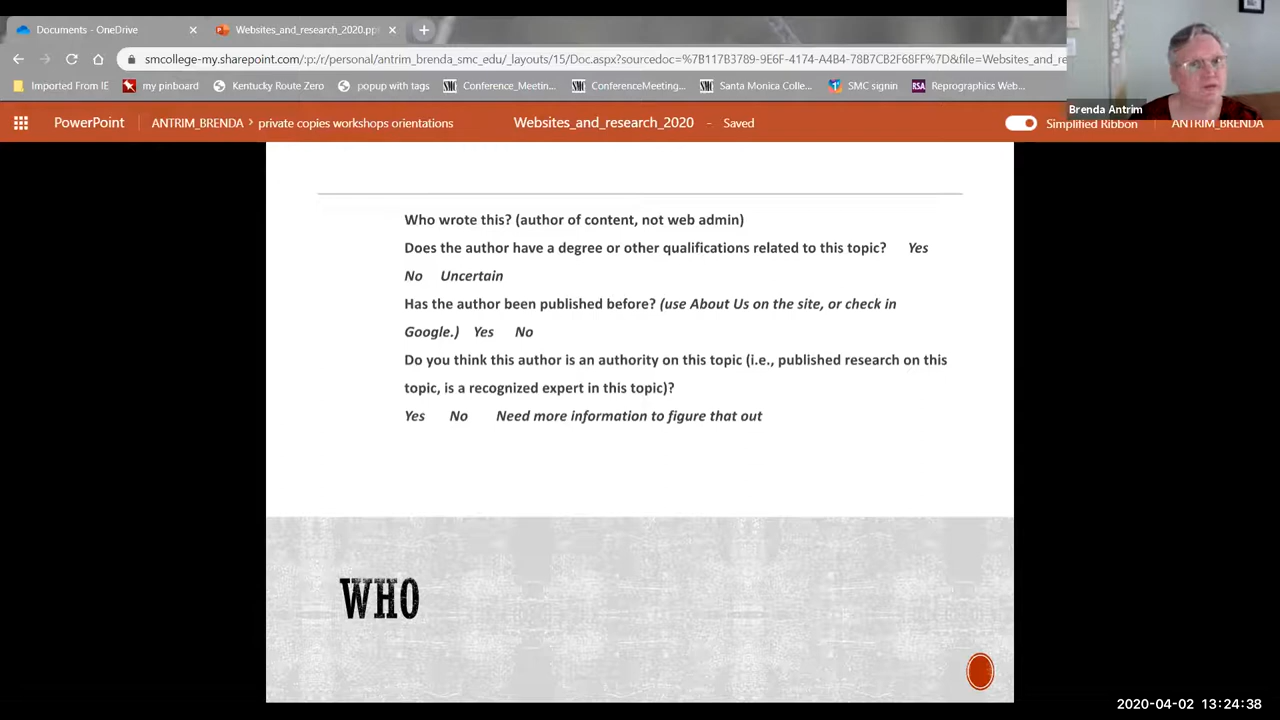 Documents - OneDrive
Websites_and_research_2020.pp
smcollege-my.sharepoint.com/:p:/r/personal/antrim_brenda_smc_edu/_layouts/15/Doc.aspx?sourcedoc=%7B117B3789-9E6F-4174-A4B4-78B7CB2F68FF%7D&file=Websites_and_re
Imported From IE
my pinboard
Kentucky Route Zero
popup with tags
Conference_Meetin...
ConferenceMeeting...
Santa Monica Colle...
SMC signin
Reprographics Web...
Brenda Antrim
PowerPoint
ANTRIM_BRENDA > private copies workshops orientations
Websites_and_research_2020 - Saved
Simplified Ribbon
ANTRIM_BRENDA
Who wrote this? (author of content, not web admin)
Does the author have a degree or other qualifications related to this topic? Yes
No Uncertain
Has the author been published before? (use About Us on the site, or check in
Google.) Yes No
Do you think this author is an authority on this topic (i.e., published research on this
topic, is a recognized expert in this topic)?
Yes No Need more information to figure that out
WHO
2020-04-02 13:24:38